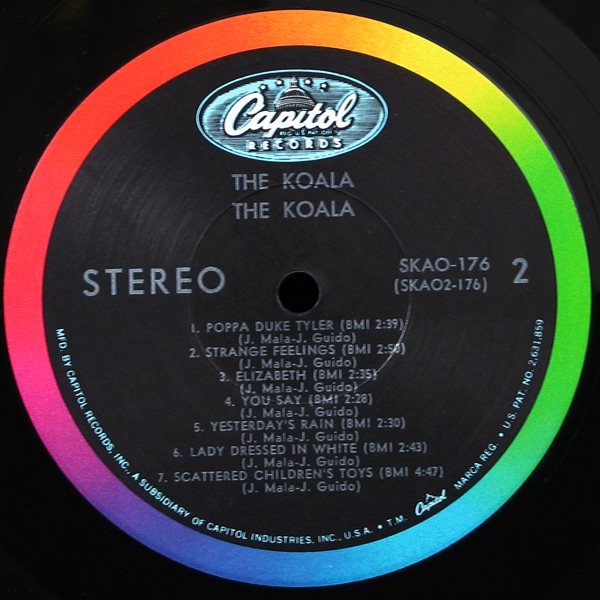 Capitol
RECORDS
THE KOALA
THE KOALA
STEREO
SKAO-176
(SKAO2-176)
2
1. POPPA DUKE TYLER (BMI 2:39)
(J. Mala-J. Guido)
2. STRANGE FEELINGS (BMI 2:50)
(J. Mala-J. Guido)
3. ELIZABETH (BMI 2:35)
(J. Mala-J. Guido)
4. YOU SAY (BMI 2:28)
(J. Mala-J. Guido)
5. YESTERDAY'S RAIN (BMI 2:30)
(J. Mala-J. Guido)
6. LADY DRESSED IN WHITE (BMI 2:43)
(J. Mala-J. Guido)
7. SCATTERED CHILDREN'S TOYS (BMI 4:47)
(J. Mala-J. Guido)
MFD. BY CAPITOL RECORDS, INC., A SUBSIDIARY OF CAPITOL INDUSTRIES, INC., U.S.A. • T.M. Capitol MARCA REG. • U.S. PAT. NO. 2,631,859